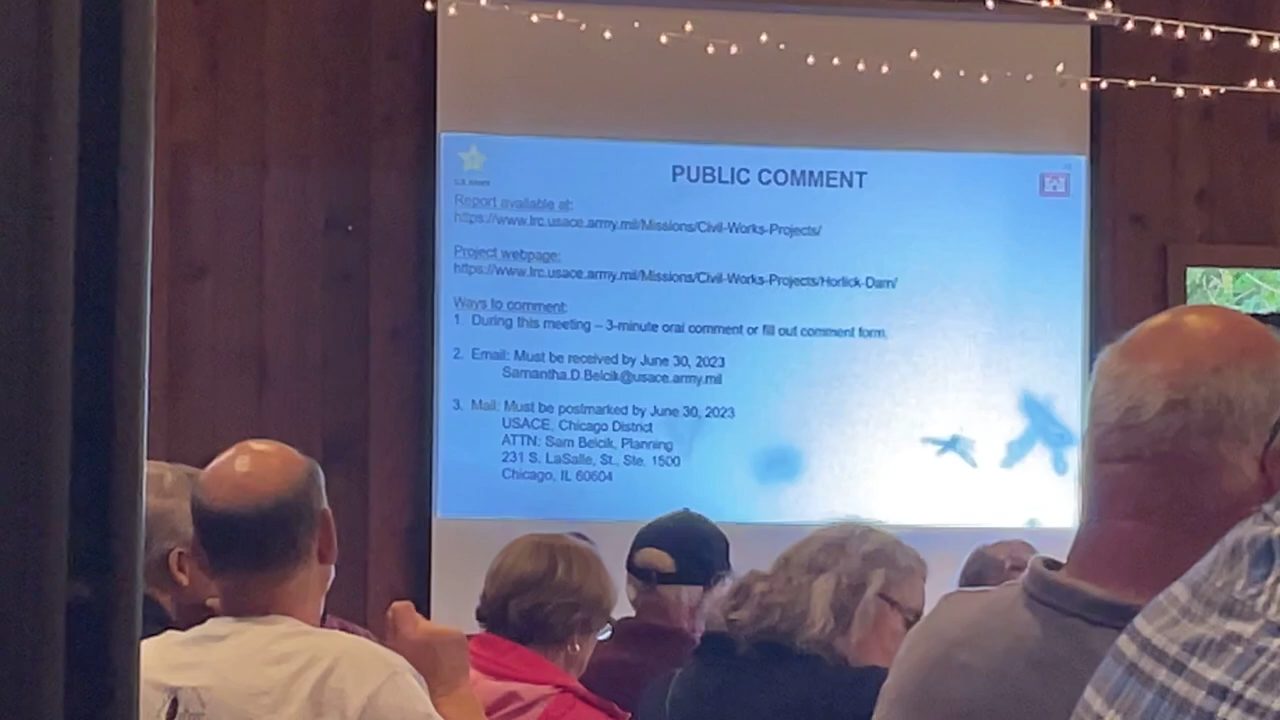 PUBLIC COMMENT
U.S. ARMY
Report available at:
https://www.lrc.usace.army.mil/Missions/Civil-Works-Projects/
Project webpage:
https://www.lrc.usace.army.mil/Missions/Civil-Works-Projects/Horlick-Dam/
Ways to comment:
1. During this meeting – 3-minute oral comment or fill out comment form.
2. Email: Must be received by June 30, 2023
Samantha.D.Belcik@usace.army.mil
3. Mail: Must be postmarked by June 30, 2023
USACE, Chicago District
ATTN: Sam Belcik, Planning
231 S. LaSalle, St., Ste. 1500
Chicago, IL 60604